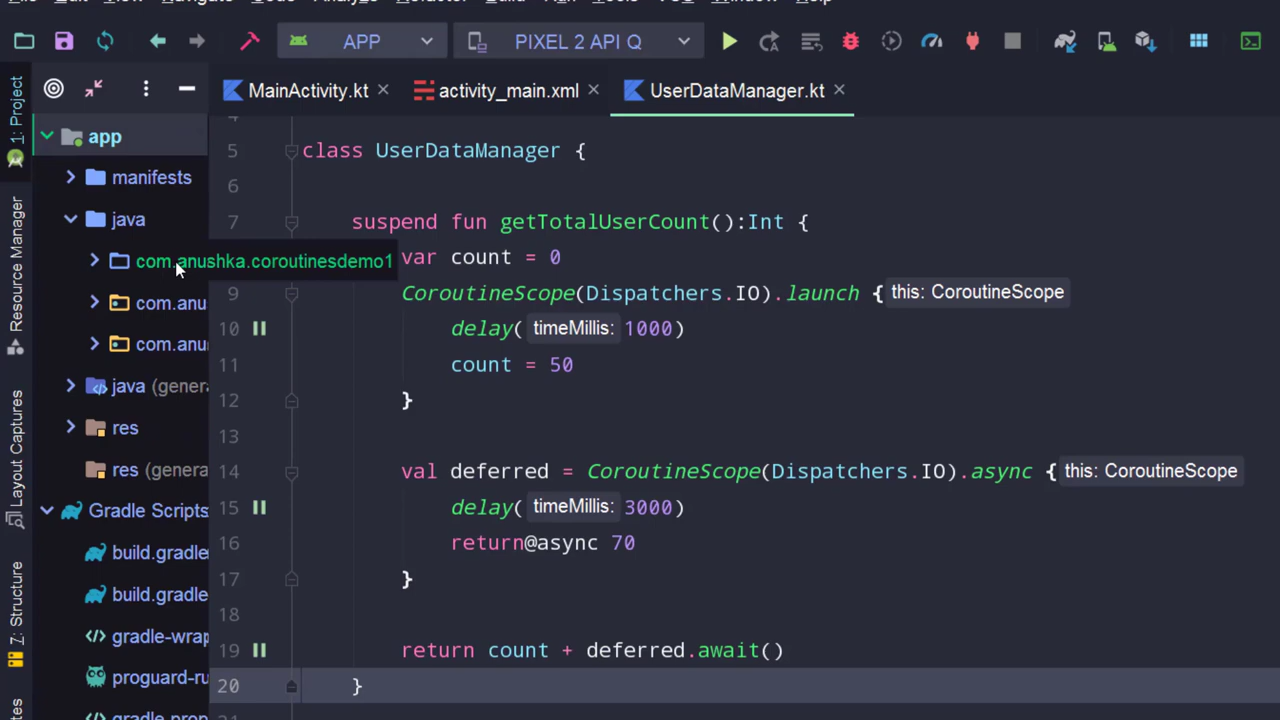 APP
PIXEL 2 API Q
1: Project
Resource Manager
Layout Captures
7: Structure
app
manifests
java
com.anushka.coroutinesdemo1
com.anu
com.anu
java (genera
res
res (genera
Gradle Scripts
build.gradle
build.gradle
gradle-wrap
proguard-ru
gradle.prop
MainActivity.kt
activity_main.xml
UserDataManager.kt
4
5 class UserDataManager {
6
7 suspend fun getTotalUserCount():Int {
var count = 0
9 CoroutineScope(Dispatchers.IO).launch { this: CoroutineScope
10 delay( timeMillis: 1000)
11 count = 50
12 }
13
14 val deferred = CoroutineScope(Dispatchers.IO).async { this: CoroutineScope
15 delay( timeMillis: 3000)
16 return@async 70
17 }
18
19 return count + deferred.await()
20 }